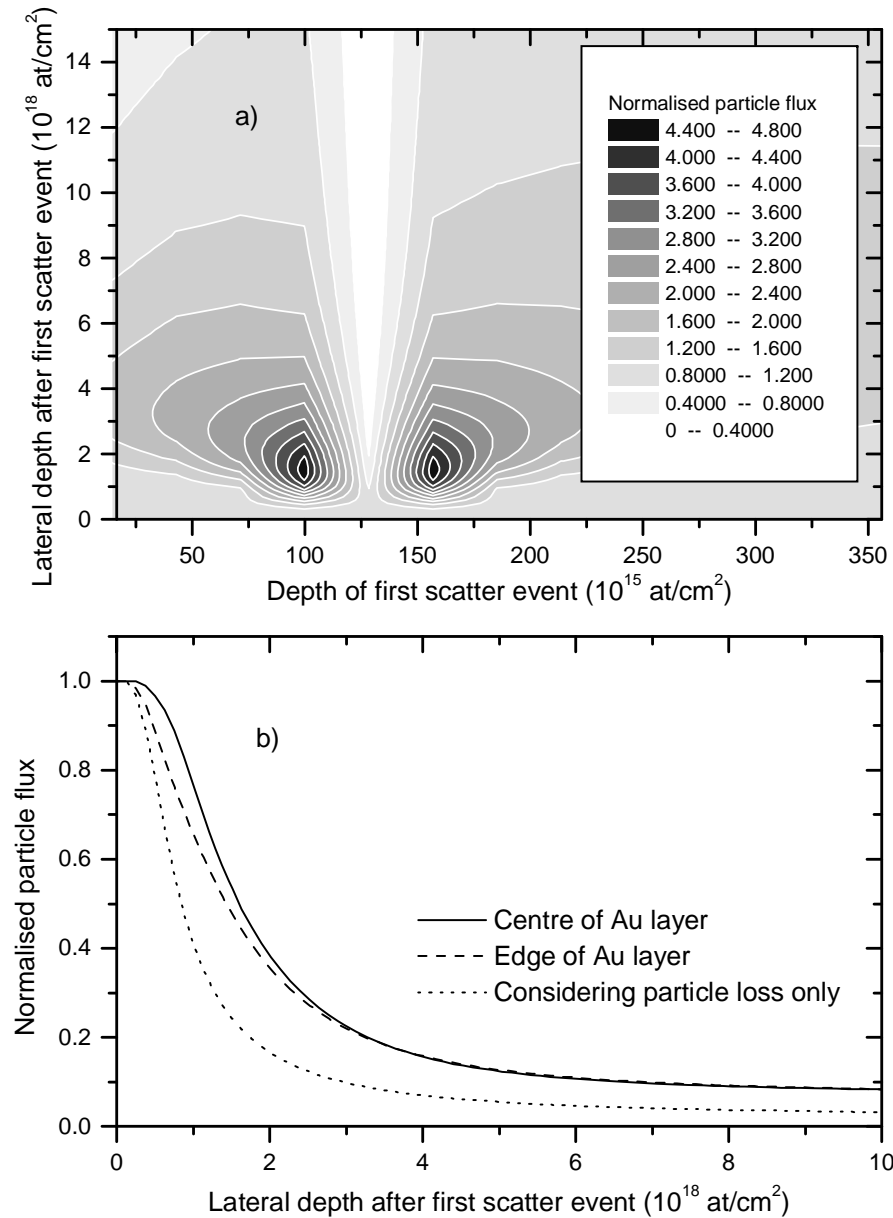 14
12
10
8
6
4
2
0
Lateral depth after first scatter event (10^18 at/cm^2)
a)
Normalised particle flux
4.400 -- 4.800
4.000 -- 4.400
3.600 -- 4.000
3.200 -- 3.600
2.800 -- 3.200
2.400 -- 2.800
2.000 -- 2.400
1.600 -- 2.000
1.200 -- 1.600
0.8000 -- 1.200
0.4000 -- 0.8000
0 -- 0.4000
50 100 150 200 250 300 350
Depth of first scatter event (10^15 at/cm^2)
1.0
0.8
0.6
0.4
0.2
0.0
Normalised particle flux
b)
Centre of Au layer
Edge of Au layer
Considering particle loss only
0 2 4 6 8 10
Lateral depth after first scatter event (10^18 at/cm^2)